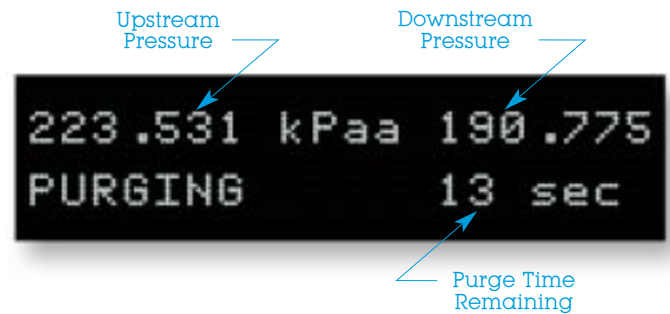 Upstream
Pressure
Downstream
Pressure
223.531 kPaa 190.775
PURGING 13 sec
Purge Time
Remaining